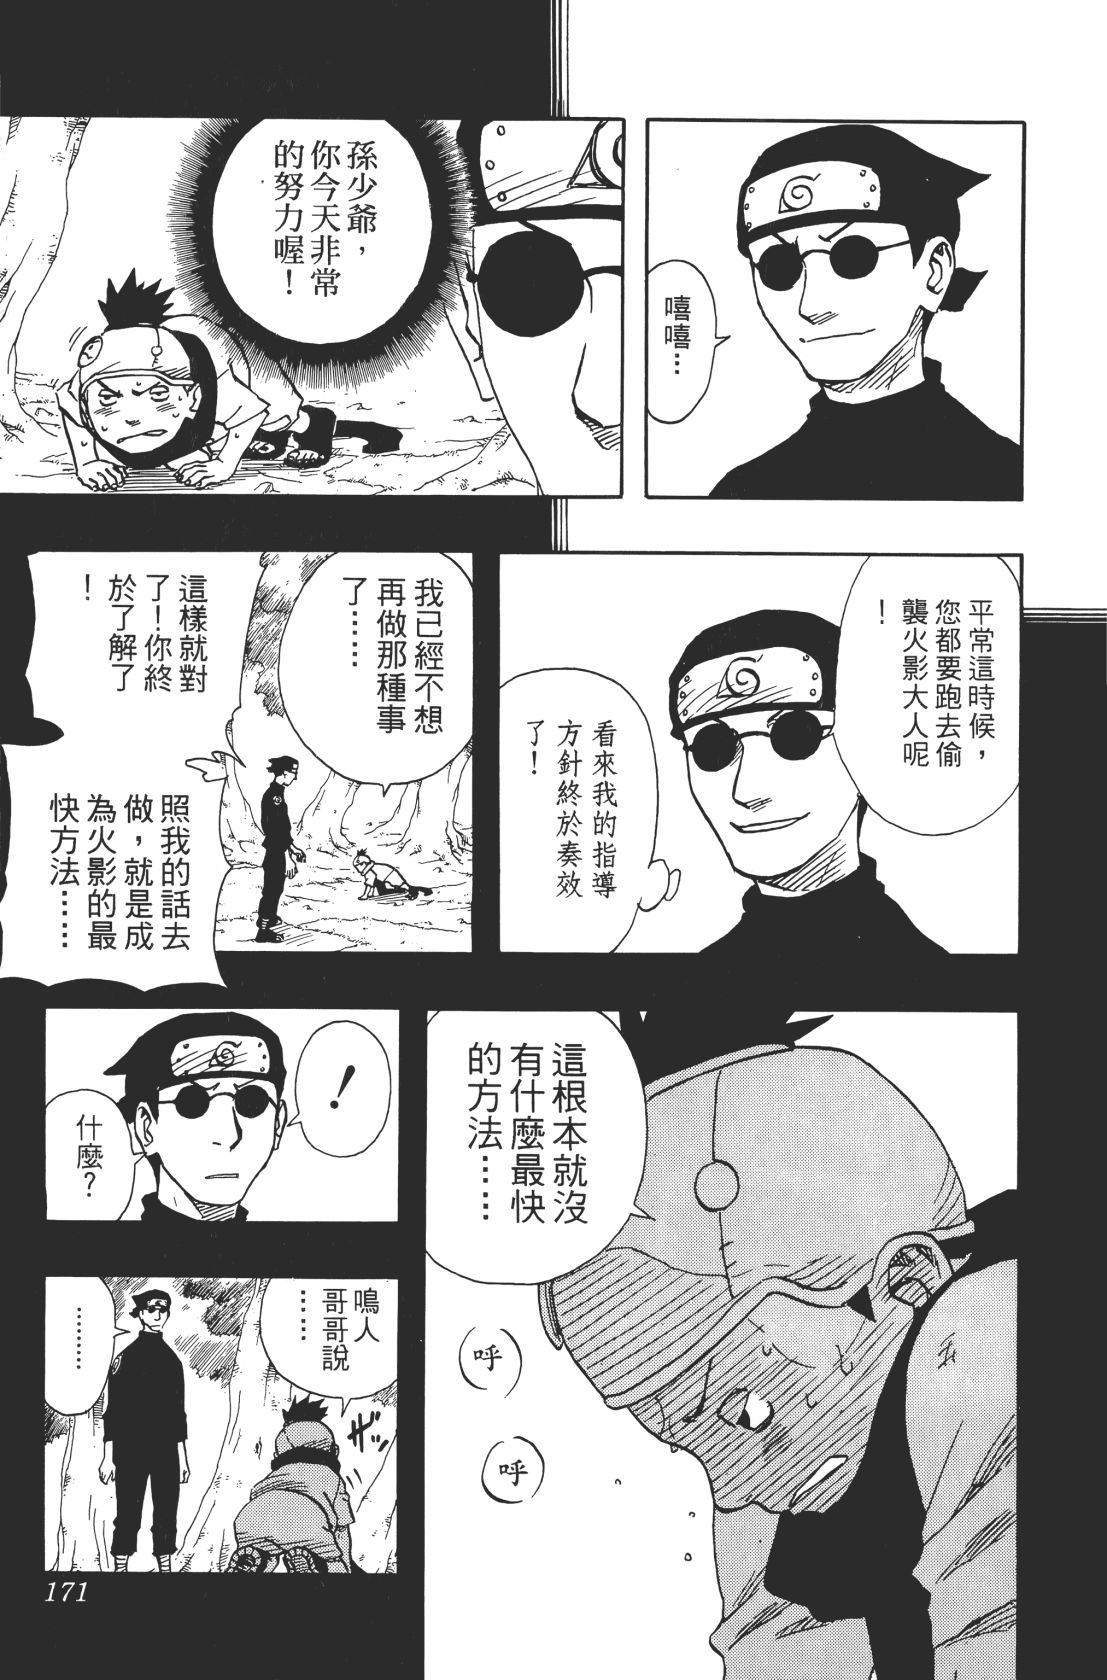 嘻嘻…
孫少爺，
你今天非常
的努力喔！
平常這時候，
您都要跑去偷
襲火影大人呢
！
看來我的指導
方針終於奏效
了！
我已經不想
再做那種事
了……
這樣就對
了！你終
於了解了
！
照我的話去
做，就是成
為火影的最
快方法……
這根本就沒
有什麼最快
的方法……
呼
呼
！
什麼？
鳴人
哥哥說
……
………
171